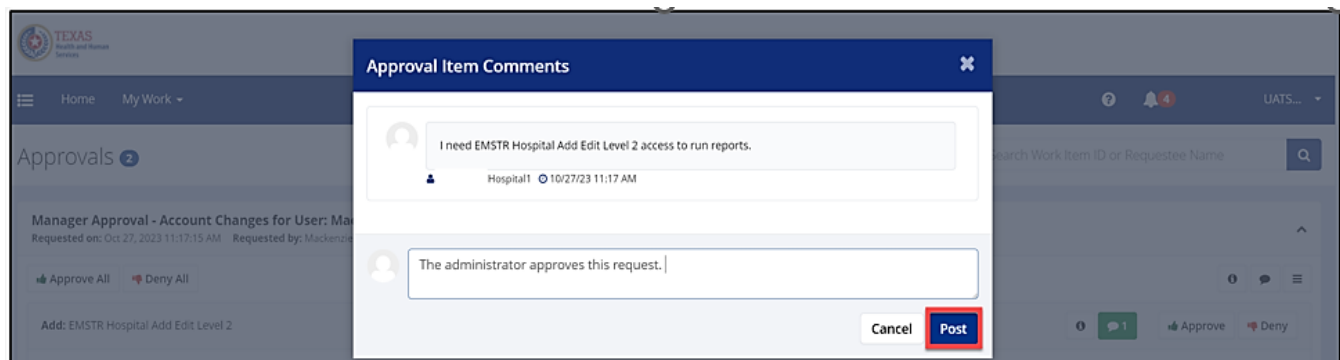 TEXAS
Health and Human
Services
Approval Item Comments
Home My Work
4
UATS...
I need EMSTR Hospital Add Edit Level 2 access to run reports.
Approvals 2
Search Work Item ID or Requestee Name
Hospital1 10/27/23 11:17 AM
Manager Approval - Account Changes for User: Ma
Requested on: Oct 27, 2023 11:17:15 AM Requested by: Mackenzie
The administrator approves this request.
Approve All Deny All
Cancel Post
Add: EMSTR Hospital Add Edit Level 2
1 Approve Deny